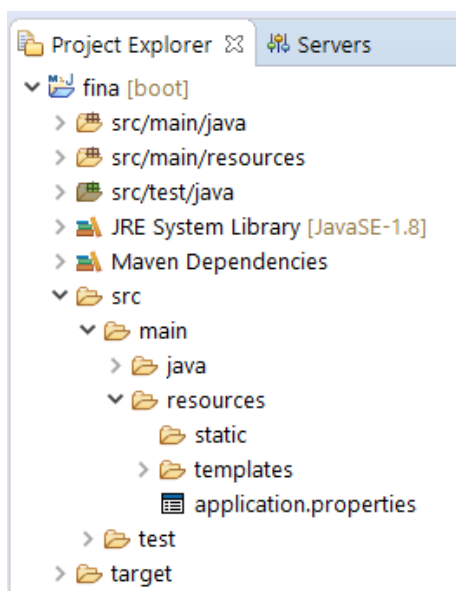 Project Explorer Servers
fina [boot]
src/main/java
src/main/resources
src/test/java
JRE System Library [JavaSE-1.8]
Maven Dependencies
src
main
java
resources
static
templates
application.properties
test
target